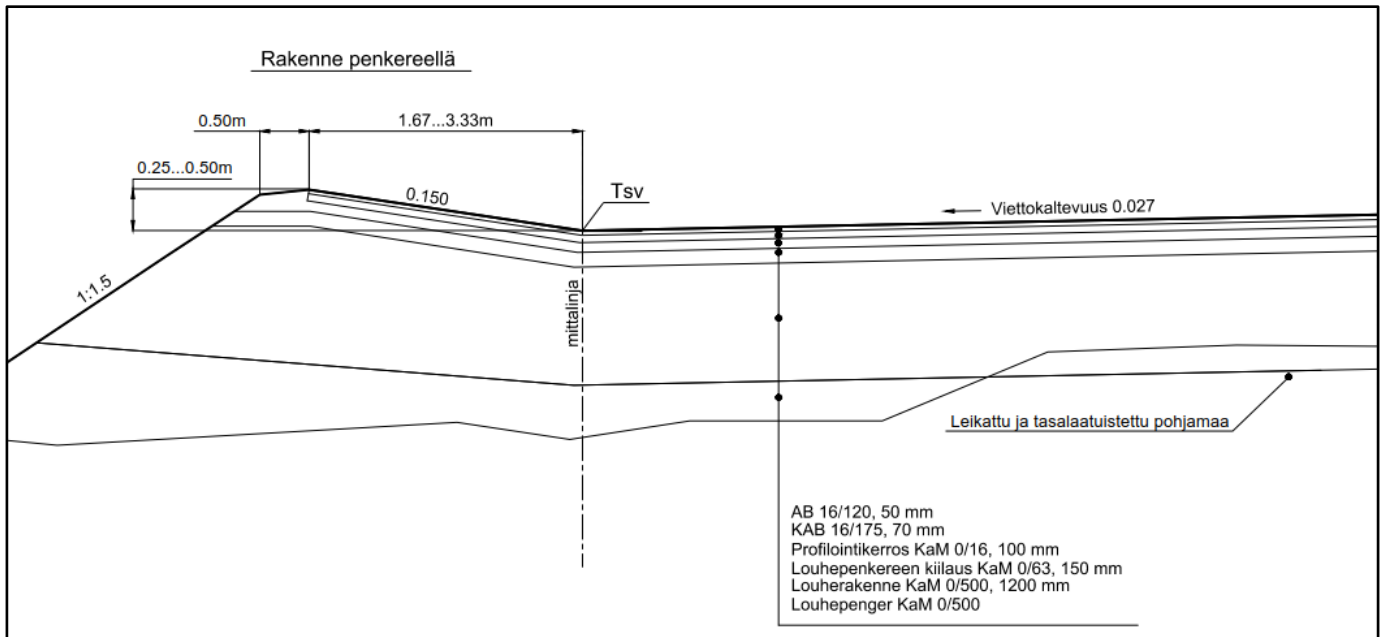 Rakenne penkereellä
0.50m
1.67...3.33m
0.25...0.50m
0.150
Tsv
Viettokaltevuus 0.027
1:1.5
mittalinja
Leikattu ja tasalaatuistettu pohjamaa
AB 16/120, 50 mm
KAB 16/175, 70 mm
Profilointikerros KaM 0/16, 100 mm
Louhepenkereen kiilaus KaM 0/63, 150 mm
Louherakenne KaM 0/500, 1200 mm
Louhepenger KaM 0/500